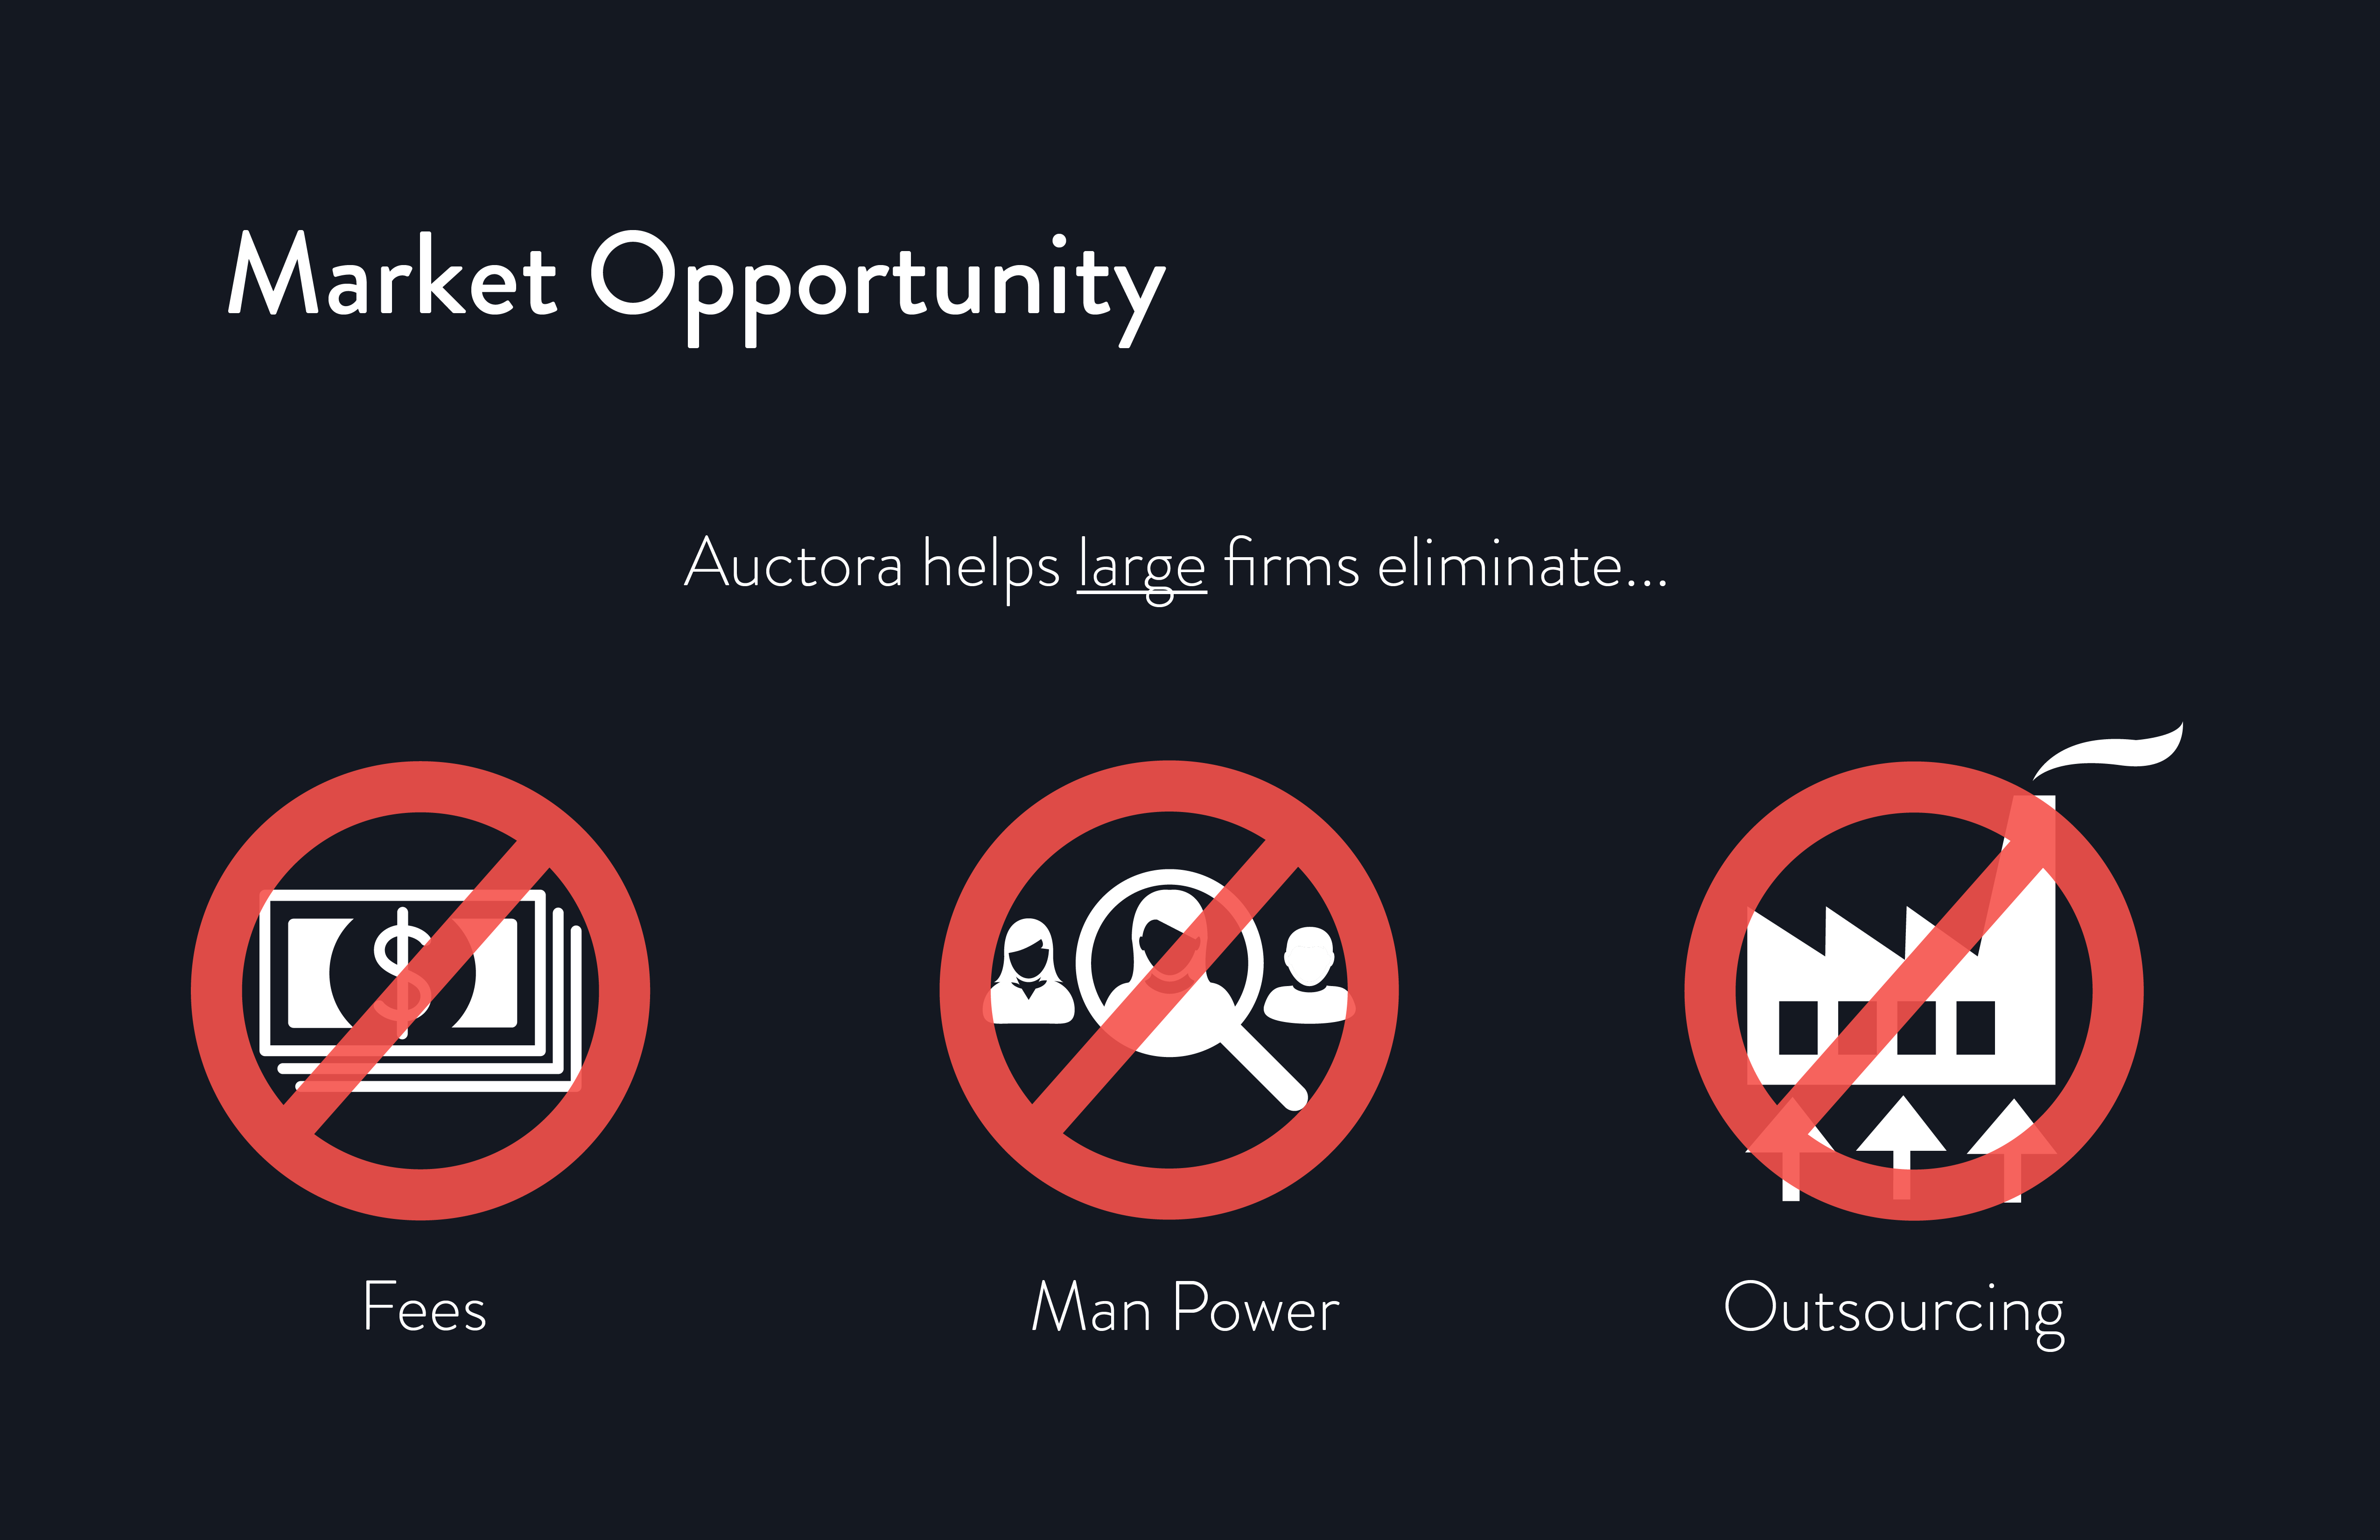 Market Opportunity
Auctora helps large firms eliminate...
Fees
Man Power
Outsourcing